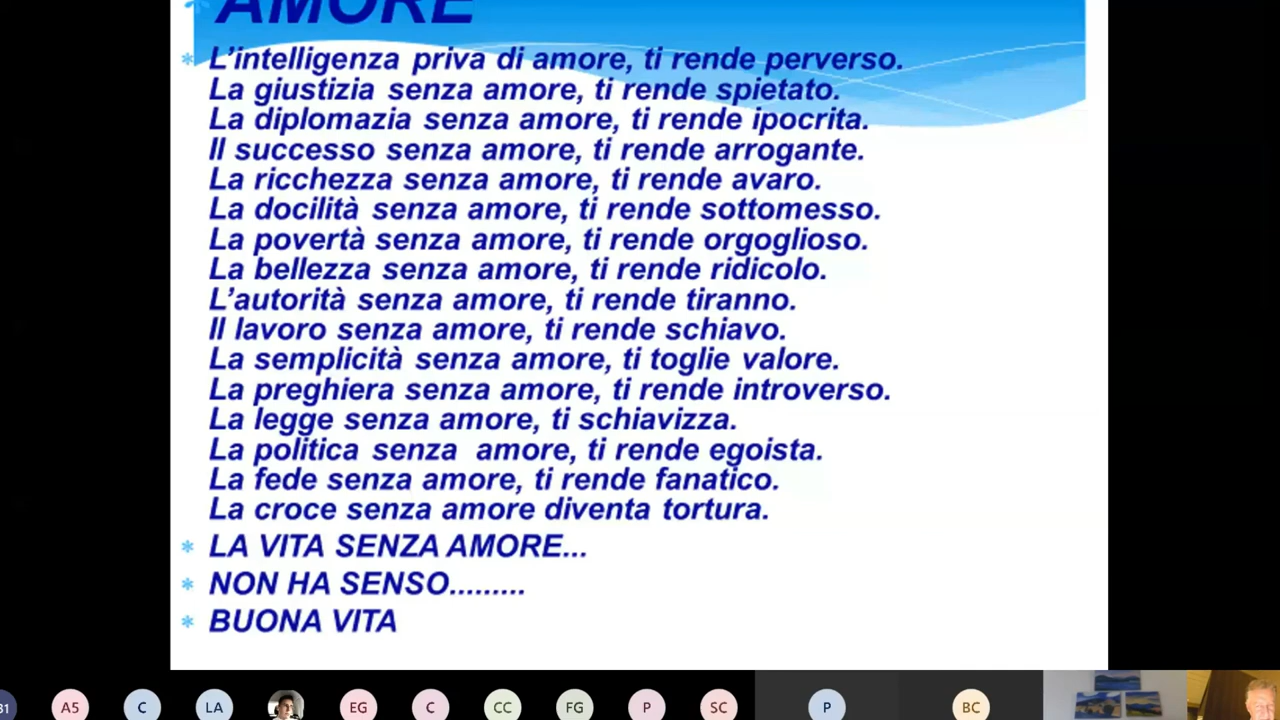 * AMORE
* L'intelligenza priva di amore, ti rende perverso.
La giustizia senza amore, ti rende spietato.
La diplomazia senza amore, ti rende ipocrita.
Il successo senza amore, ti rende arrogante.
La ricchezza senza amore, ti rende avaro.
La docilità senza amore, ti rende sottomesso.
La povertà senza amore, ti rende orgoglioso.
La bellezza senza amore, ti rende ridicolo.
L'autorità senza amore, ti rende tiranno.
Il lavoro senza amore, ti rende schiavo.
La semplicità senza amore, ti toglie valore.
La preghiera senza amore, ti rende introverso.
La legge senza amore, ti schiavizza.
La politica senza  amore, ti rende egoista.
La fede senza amore, ti rende fanatico.
La croce senza amore diventa tortura.
* LA VITA SENZA AMORE...
* NON HA SENSO.........
* BUONA VITA
31 A5 C LA EG C CC FG P SC P BC